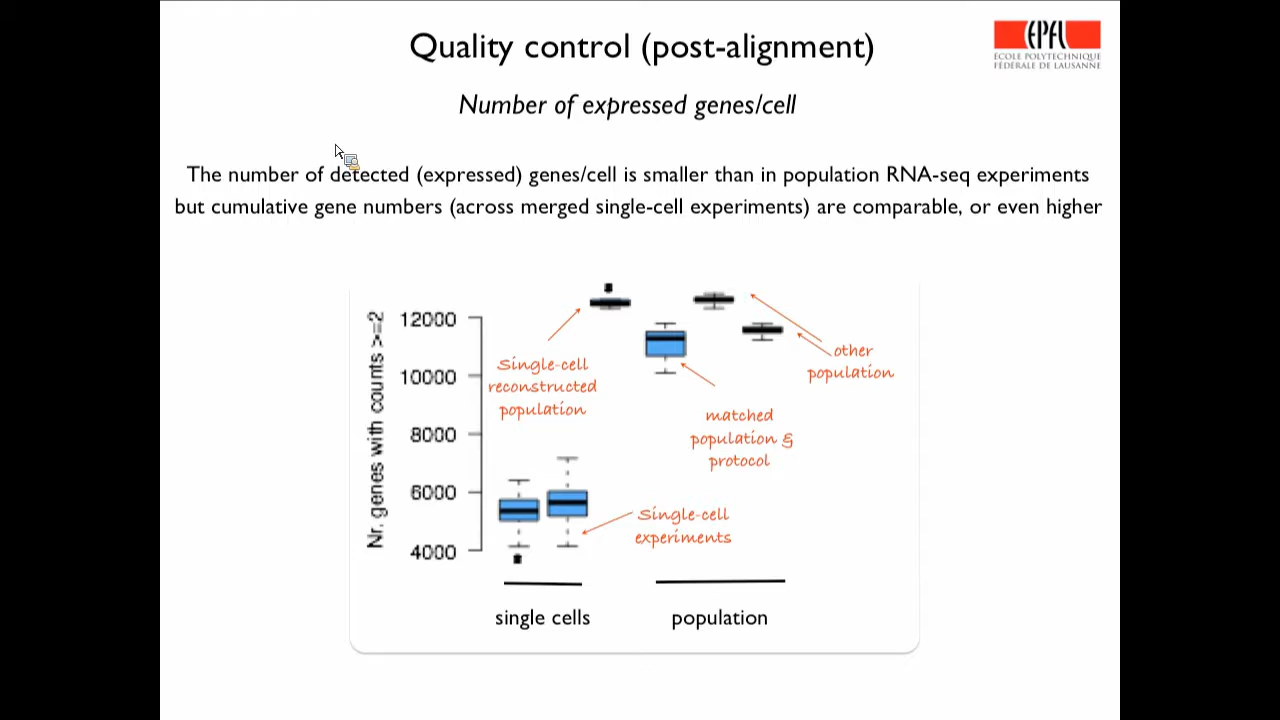 Quality control (post-alignment)
EPFL
ÉCOLE POLYTECHNIQUE
FÉDÉRALE DE LAUSANNE
Number of expressed genes/cell
The number of detected (expressed) genes/cell is smaller than in population RNA-seq experiments
but cumulative gene numbers (across merged single-cell experiments) are comparable, or even higher
Nr. genes with counts >=2
12000
10000
8000
6000
4000
Single-cell
reconstructed
population
other
population
matched
population &
protocol
Single-cell
experiments
single cells
population